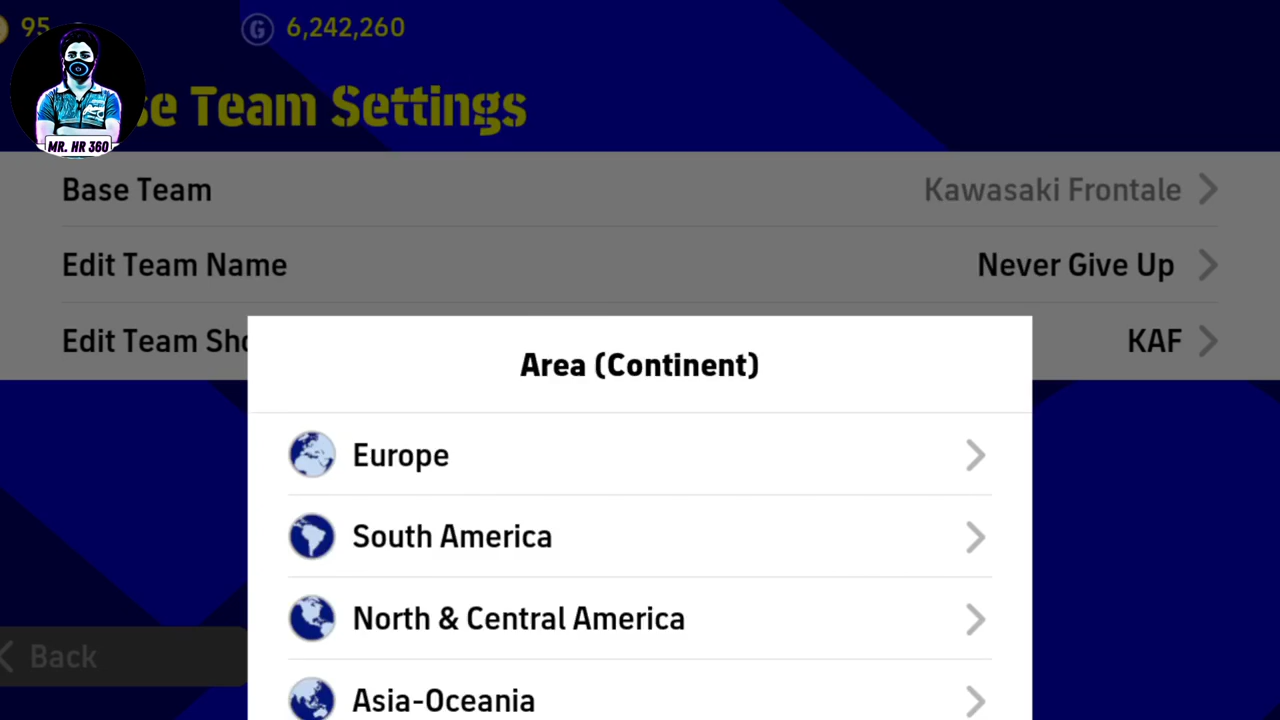 95
6,242,260
se Team Settings
MR. HR 360
Base Team
Kawasaki Frontale
Edit Team Name
Never Give Up
Edit Team Sho
KAF
Area (Continent)
Europe
South America
North & Central America
Back
Asia-Oceania